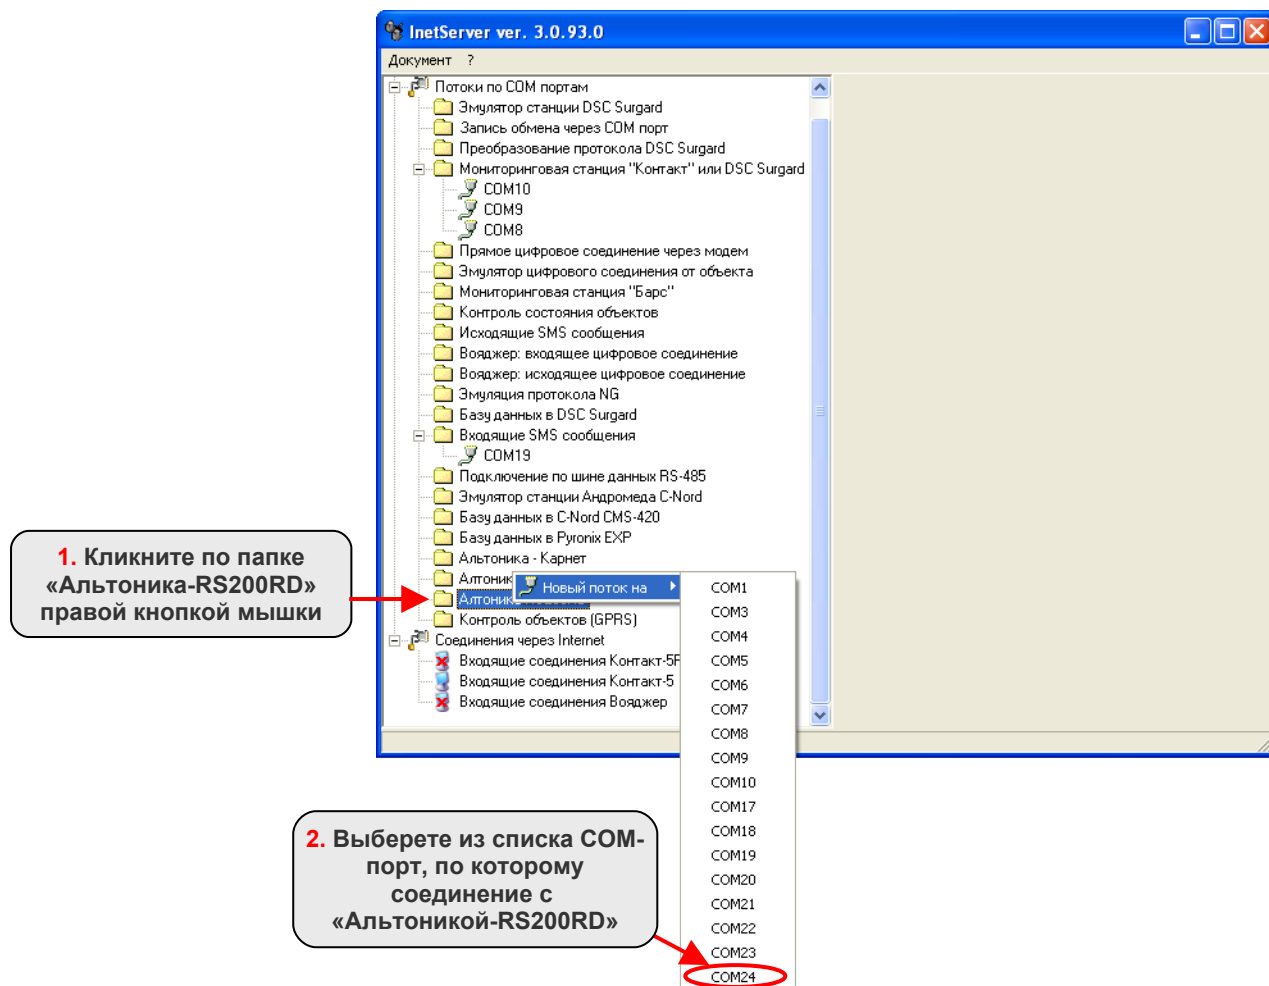 InetServer ver. 3.0.93.0
Документ ?
Потоки по COM портам
Эмулятор станции DSC Surgard
Запись обмена через COM порт
Преобразование протокола DSC Surgard
Мониторинговая станция "Контакт" или DSC Surgard
COM10
COM9
COM8
Прямое цифровое соединение через модем
Эмулятор цифрового соединения от объекта
Мониторинговая станция "Барс"
Контроль состояния объектов
Исходящие SMS сообщения
Вояджер: входящее цифровое соединение
Вояджер: исходящее цифровое соединение
Эмуляция протокола NG
Базу данных в DSC Surgard
Входящие SMS сообщения
COM19
Подключение по шине данных RS-485
Эмулятор станции Андромеда C-Nord
Базу данных в C-Nord CMS-420
Базу данных в Pyronix EXP
Альтоника - Карнет
Алтоник
Алтоник
Контроль объектов (GPRS)
Соединения через Internet
Входящие соединения Контакт-5
Входящие соединения Контакт-5
Входящие соединения Вояджер
Новый поток на
COM1
COM3
COM4
COM5
COM6
COM7
COM8
COM9
COM10
COM17
COM18
COM19
COM20
COM21
COM22
COM23
COM24
1. Кликните по папке
«Альтоника-RS200RD»
правой кнопкой мышки
2. Выберете из списка COM-
порт, по которому
соединение с
«Альтоникой-RS200RD»